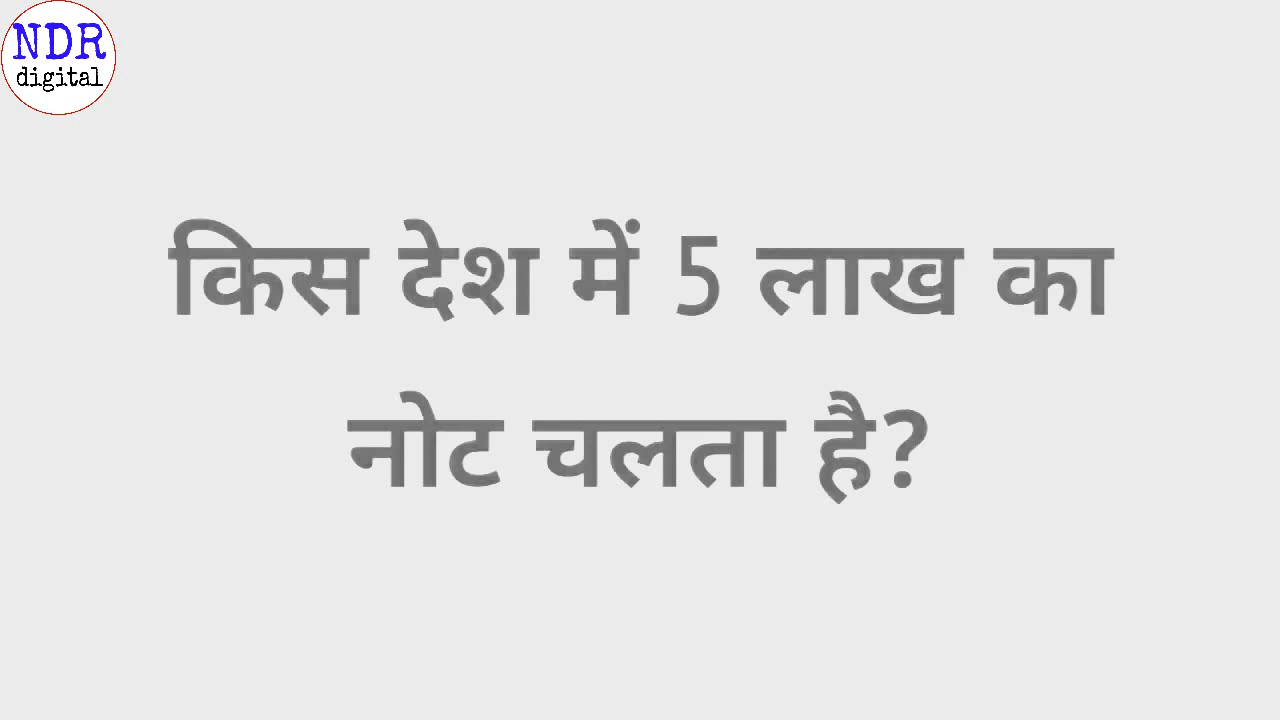 NDR
digital
किस देश में 5 लाख का
नोट चलता है?